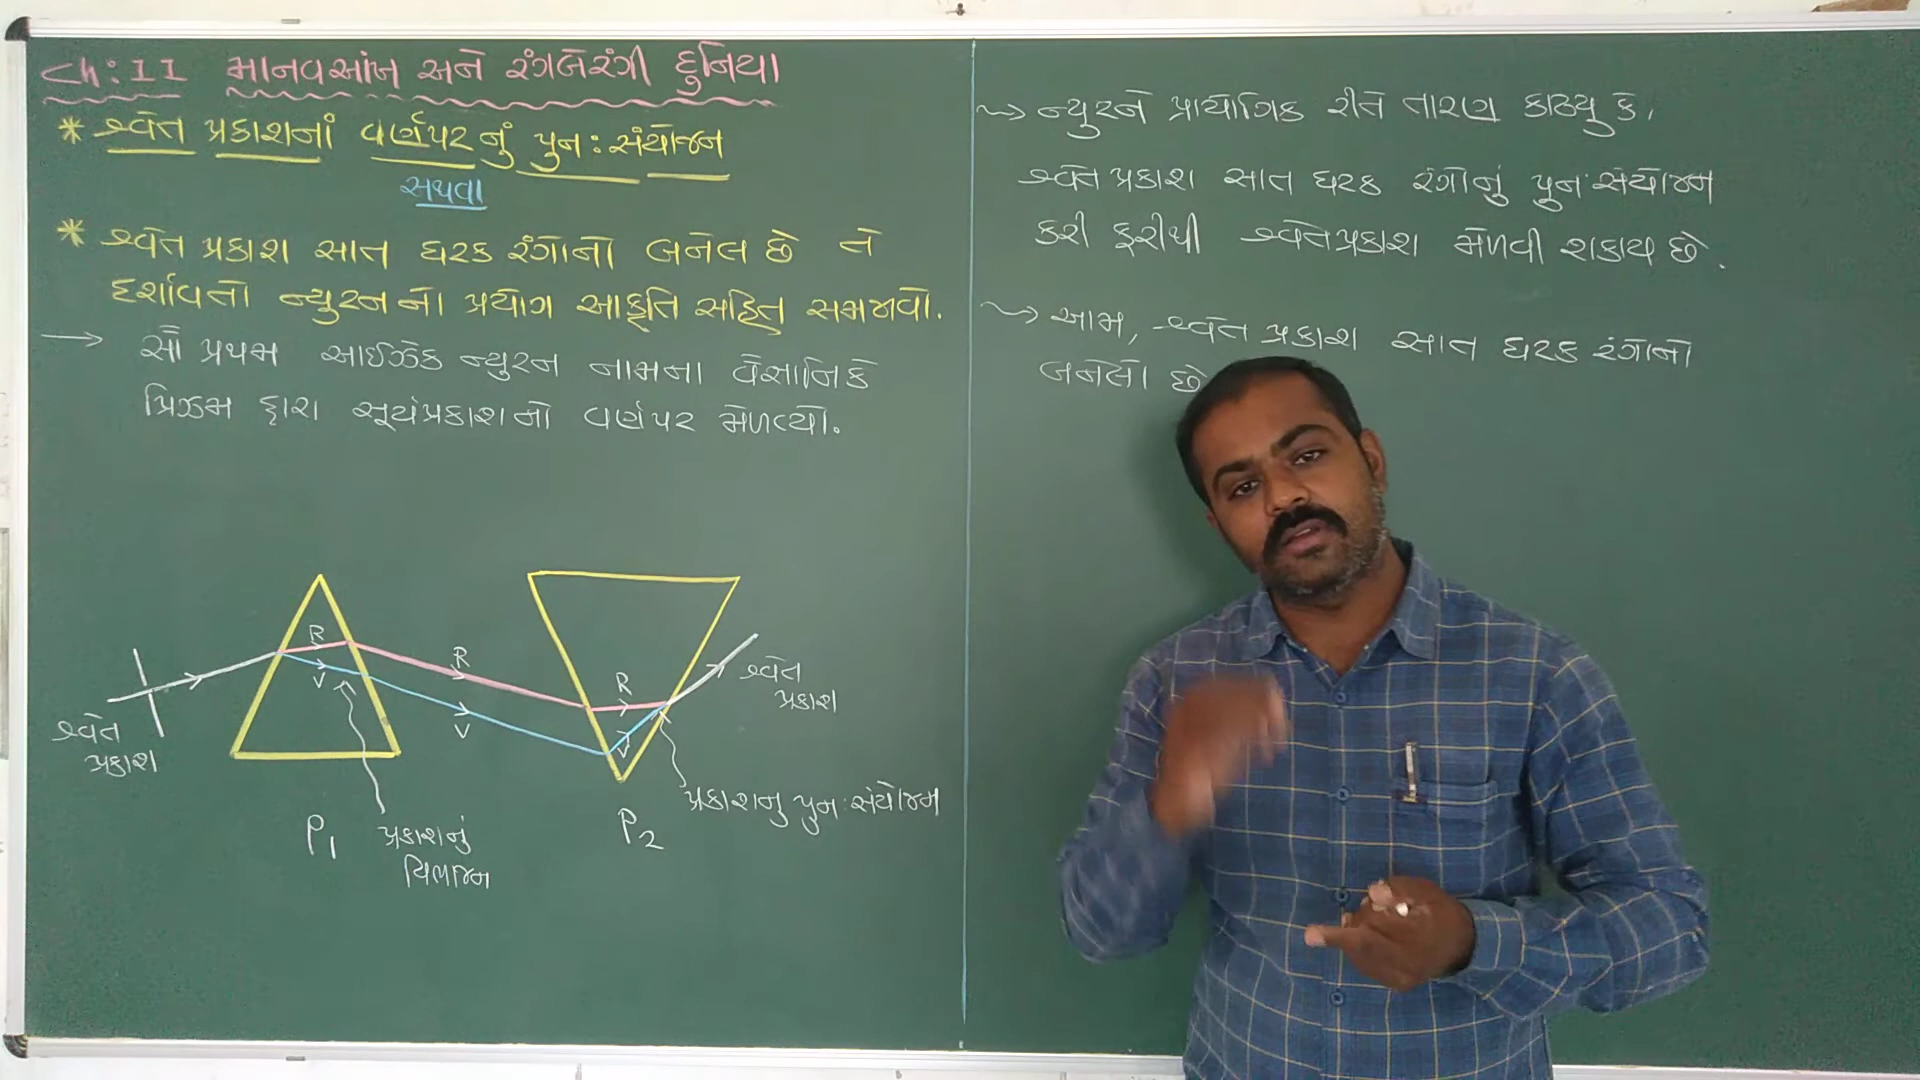 Ch: 11 માનવઆંખ અને રંગબેરંગી દુનિયા
* શ્વેત પ્રકાશનાં વર્ણપટનું પુનઃસંયોજન
અથવા
* શ્વેત પ્રકાશ સાત ઘટક રંગોનો બનેલ છે તે
દર્શાવતો ન્યુટનનો પ્રયોગ આકૃતિ સહિત સમજાવો.
→ સૌ પ્રથમ આઈઝેક ન્યુટન નામના વૈજ્ઞાનિકે
પ્રિઝમ દ્વારા સૂર્યપ્રકાશનો વર્ણપટ મેળવ્યો.
શ્વેત
પ્રકાશ
R
V
R
V
R
V
શ્વેત
પ્રકાશ
પ્રકાશનુ પુનઃસંયોજન
P1
પ્રકાશનું
વિભાજન
P2
ન્યુટને પ્રાયોગિક રીતે તારણ કાઢ્યુ કે,
શ્વેતપ્રકાશ સાત ઘટક રંગોનું પુનઃસંયોજન
કરી ફરીથી શ્વેતપ્રકાશ મેળવી શકાય છે.
આમ, શ્વેત પ્રકાશ સાત ઘટક રંગોનો
બનેલો છે